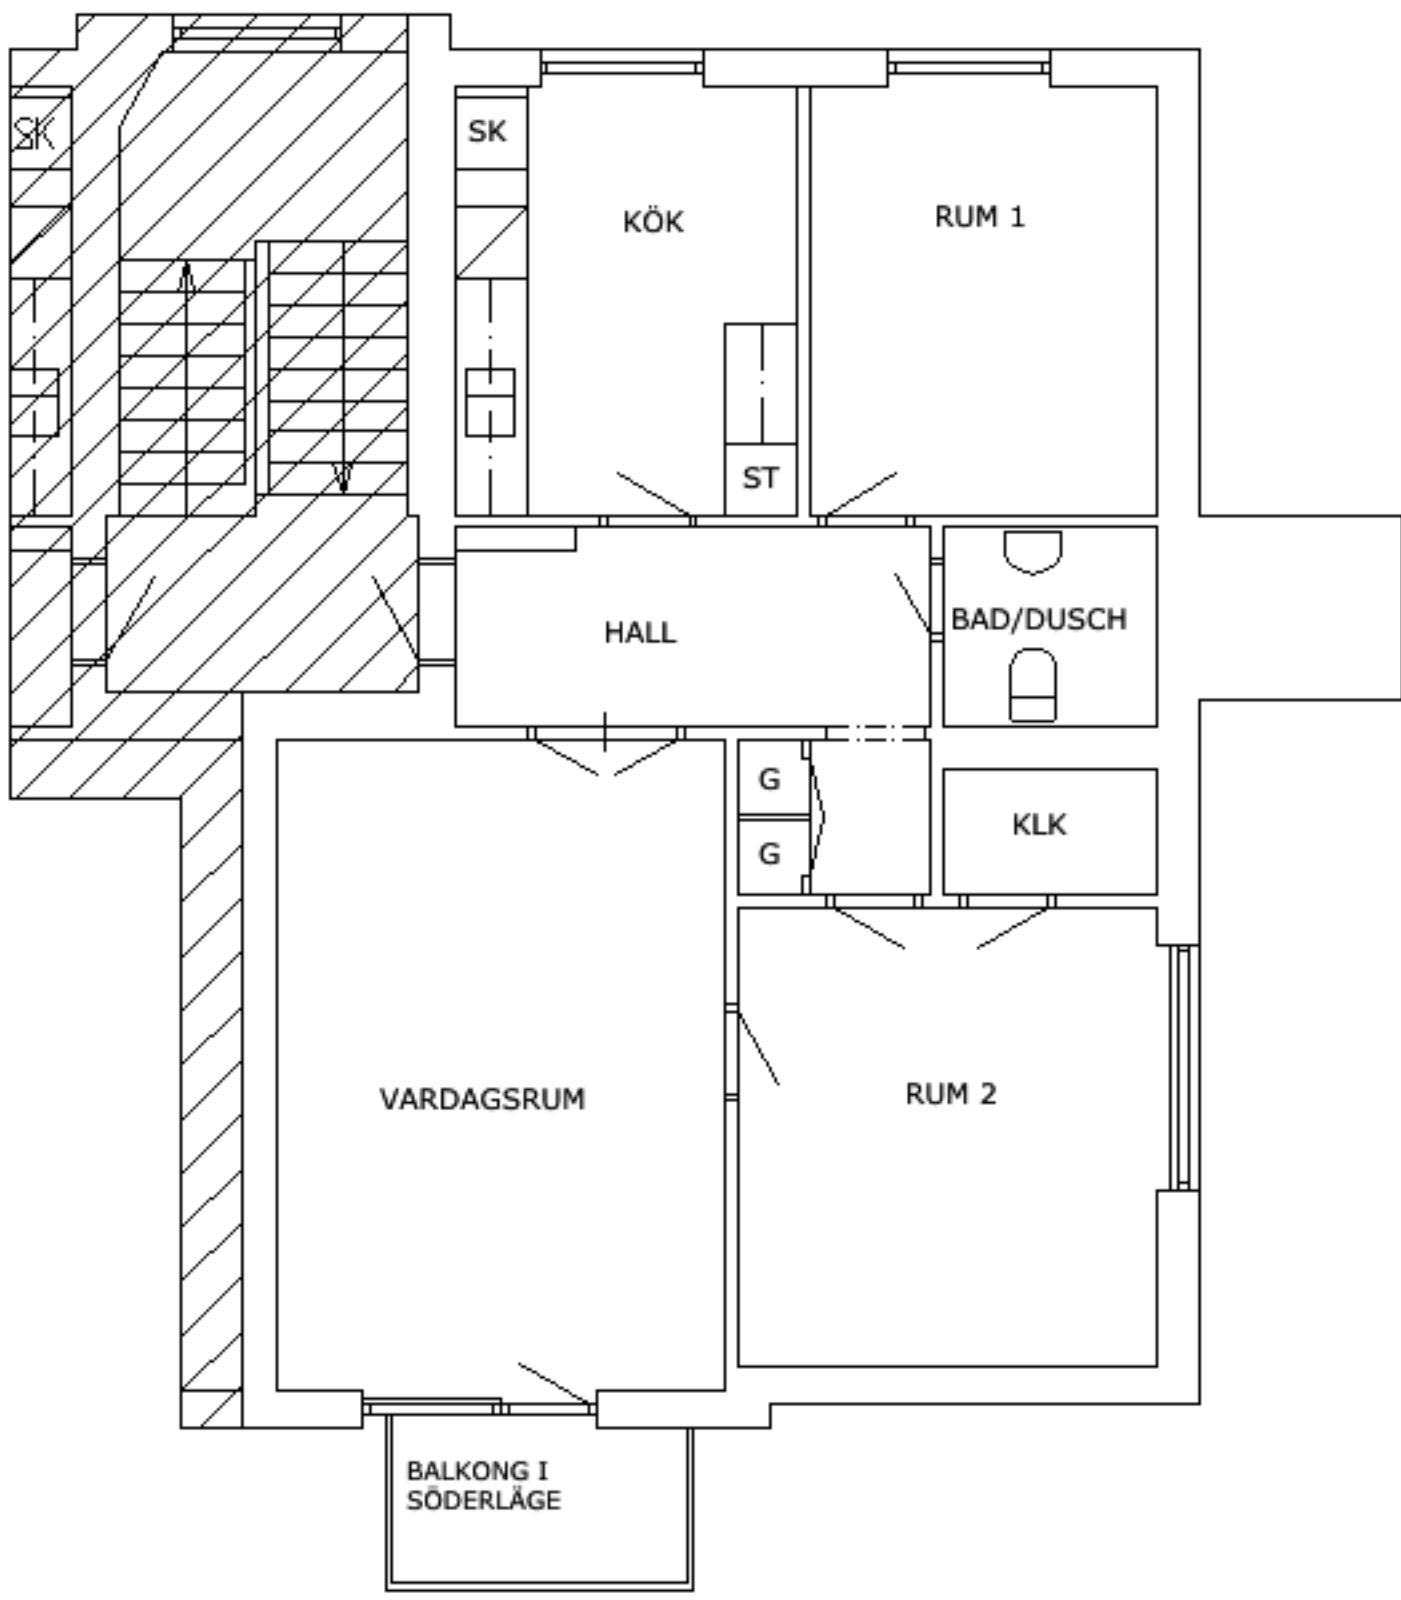 SK
SK
KÖK
RUM 1
ST
HALL
BAD/DUSCH
G
G
KLK
VARDAGSRUM
RUM 2
BALKONG I
SÖDERLÄGE